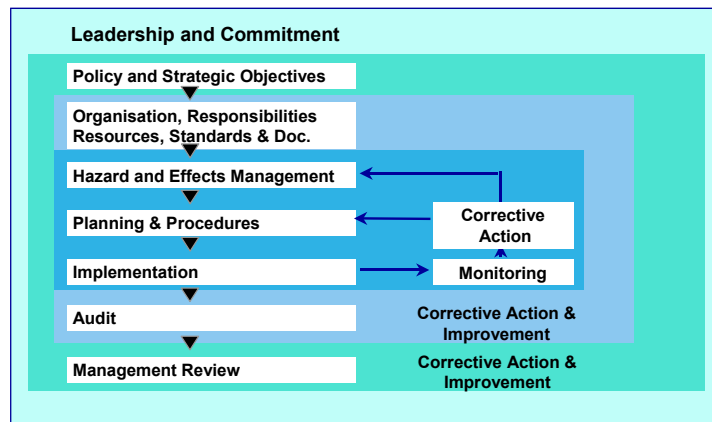 Leadership and Commitment
Policy and Strategic Objectives
Organisation, Responsibilities
Resources, Standards & Doc.
Hazard and Effects Management
Planning & Procedures
Corrective
Action
Implementation
Monitoring
Audit
Corrective Action &
Improvement
Management Review
Corrective Action &
Improvement